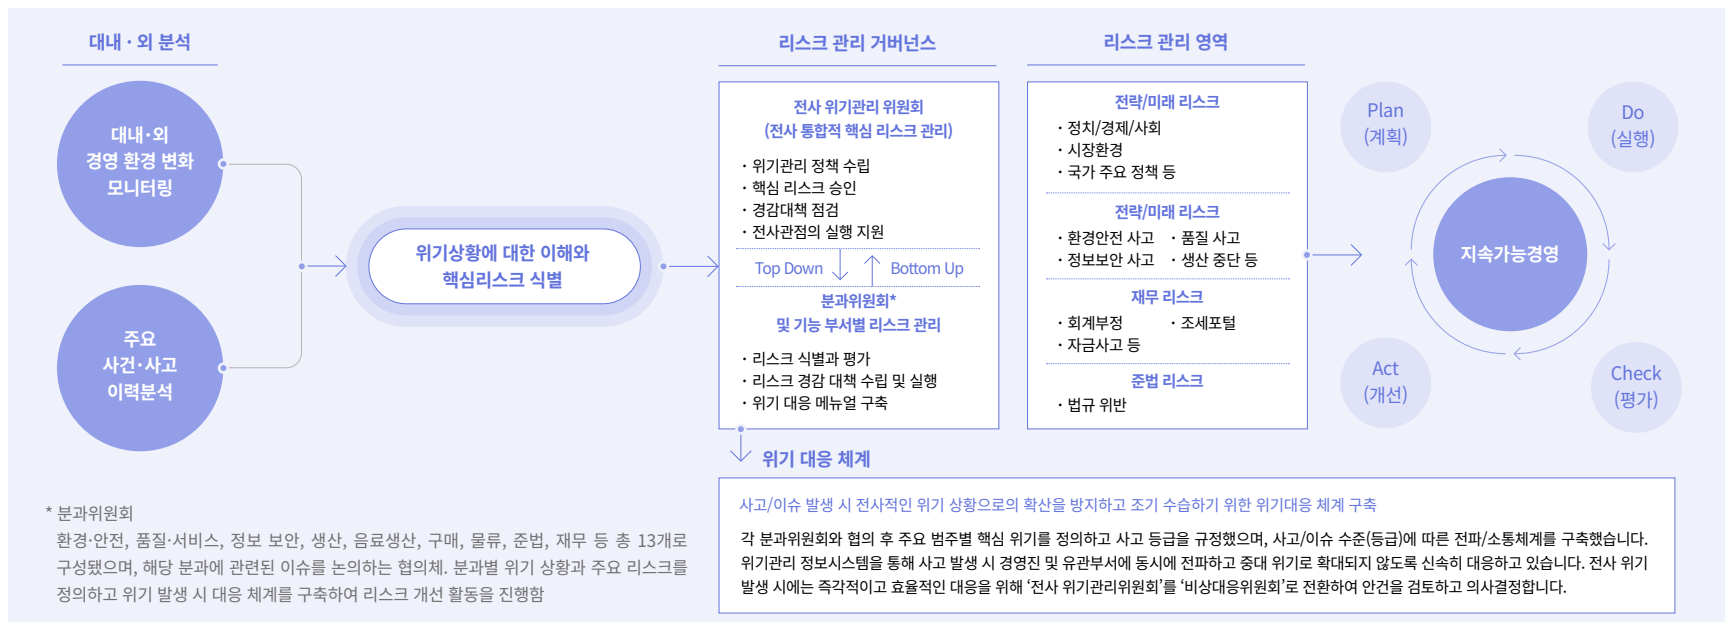 대내 · 외 분석
대내·외
경영 환경 변화
모니터링
주요
사건·사고
이력분석
위기상황에 대한 이해와
핵심리스크 식별
리스크 관리 거버넌스
전사 위기관리 위원회
(전사 통합적 핵심 리스크 관리)
· 위기관리 정책 수립
· 핵심 리스크 승인
· 경감대책 점검
· 전사관점의 실행 지원
Top Down
Bottom Up
분과위원회*
및 기능 부서별 리스크 관리
· 리스크 식별과 평가
· 리스크 경감 대책 수립 및 실행
· 위기 대응 메뉴얼 구축
리스크 관리 영역
전략/미래 리스크
· 정치/경제/사회
· 시장환경
· 국가 주요 정책 등
전략/미래 리스크
· 환경안전 사고 · 품질 사고
· 정보보안 사고 · 생산 중단 등
재무 리스크
· 회계부정 · 조세포털
· 자금사고 등
준법 리스크
· 법규 위반
Plan
(계획)
Do
(실행)
지속가능경영
Act
(개선)
Check
(평가)
위기 대응 체계
사고/이슈 발생 시 전사적인 위기 상황으로의 확산을 방지하고 조기 수습하기 위한 위기대응 체계 구축
각 분과위원회와 협의 후 주요 범주별 핵심 위기를 정의하고 사고 등급을 규정했으며, 사고/이슈 수준(등급)에 따른 전파/소통체계를 구축했습니다.
위기관리 정보시스템을 통해 사고 발생 시 경영진 및 유관부서에 동시에 전파하고 중대 위기로 확대되지 않도록 신속히 대응하고 있습니다. 전사 위기
발생 시에는 즉각적이고 효율적인 대응을 위해 ‘전사 위기관리위원회’를 ‘비상대응위원회’로 전환하여 안건을 검토하고 의사결정합니다.
* 분과위원회
환경·안전, 품질·서비스, 정보 보안, 생산, 음료생산, 구매, 물류, 준법, 재무 등 총 13개로
구성됐으며, 해당 분과에 관련된 이슈를 논의하는 협의체. 분과별 위기 상황과 주요 리스크를
정의하고 위기 발생 시 대응 체계를 구축하여 리스크 개선 활동을 진행함